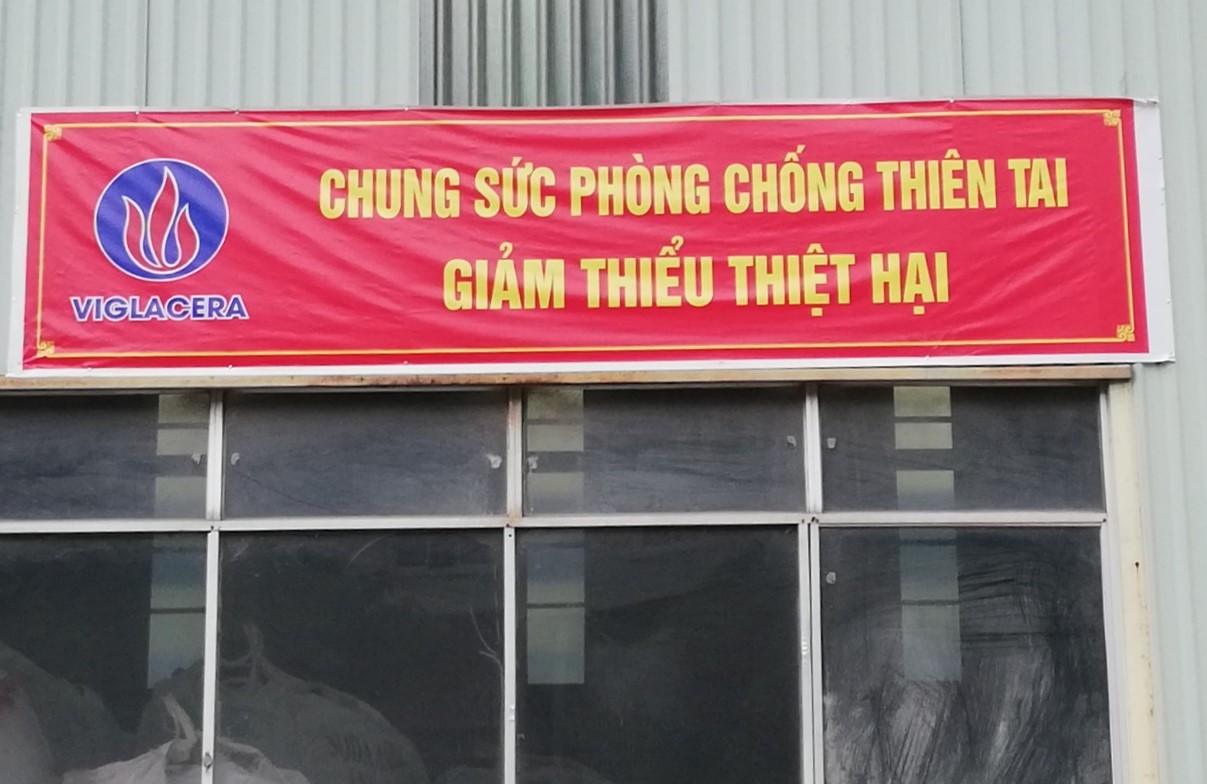 CHUNG SỨC PHÒNG CHỐNG THIÊN TAI
GIẢM THIỂU THIỆT HẠI
VIGLACERA